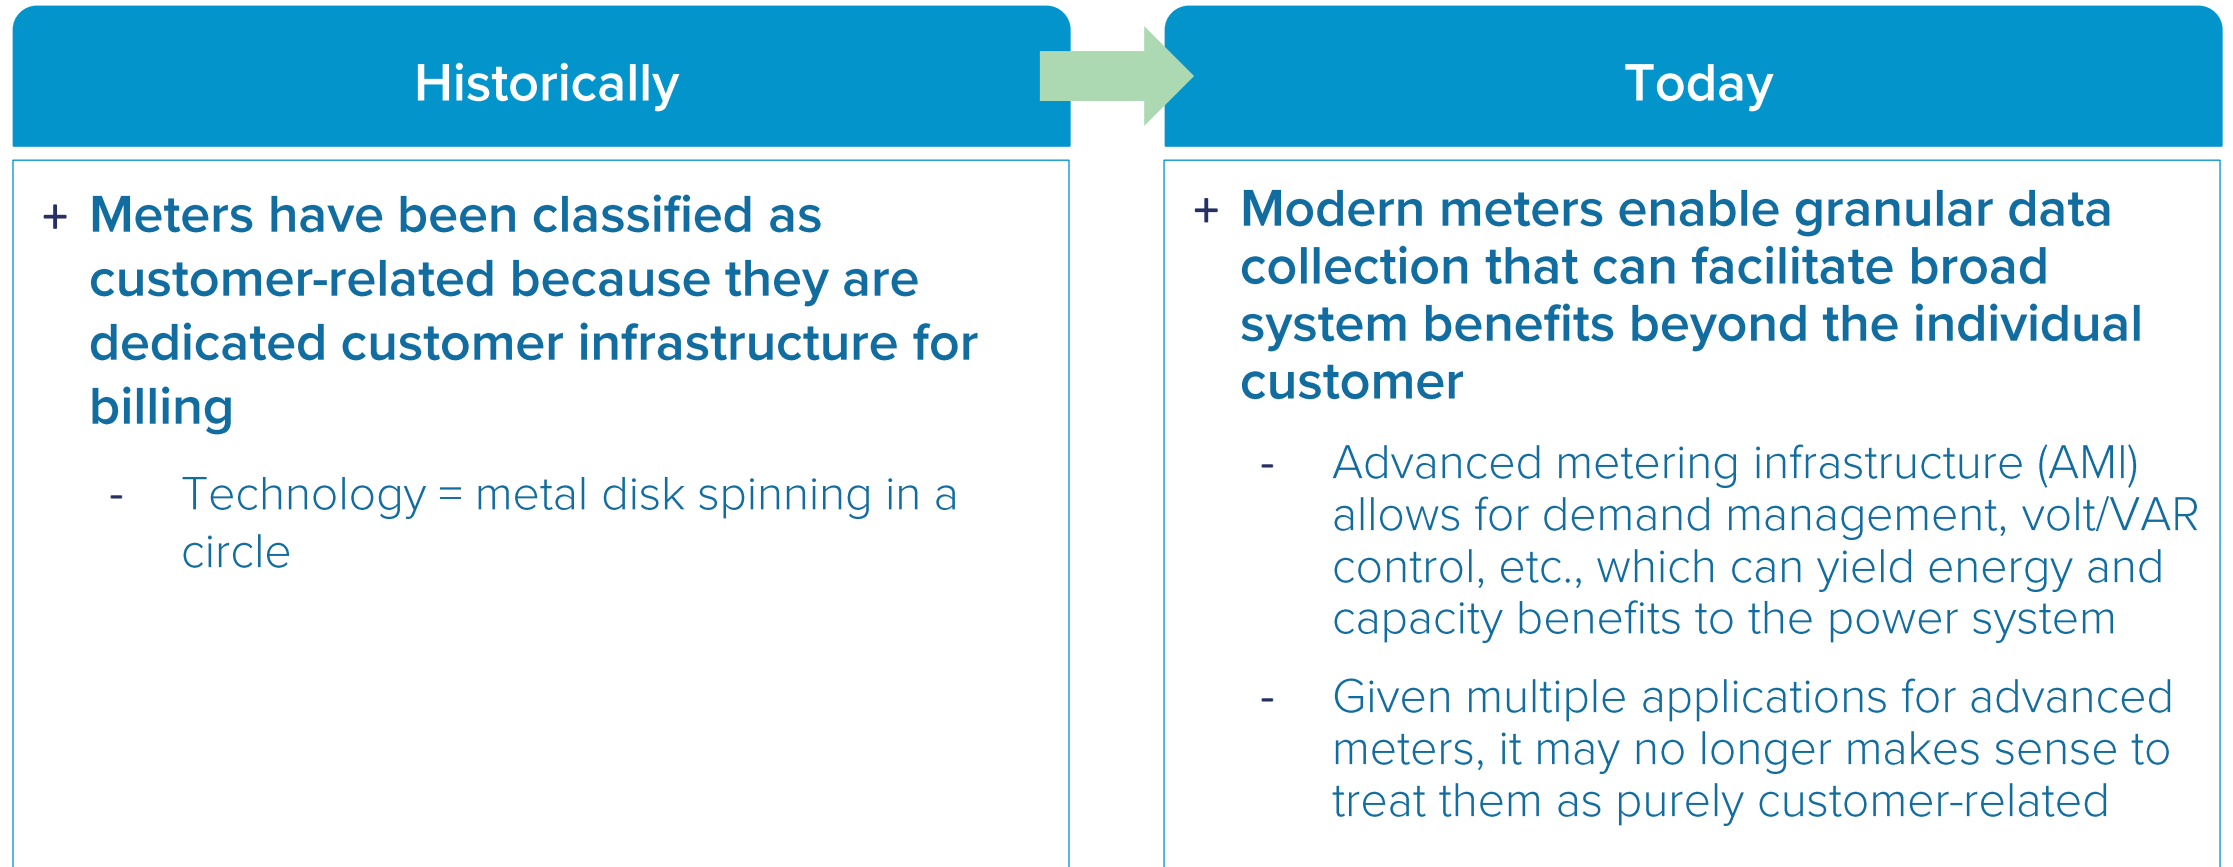 Historically
+ Meters have been classified as
customer-related because they are
dedicated customer infrastructure for
billing
- Technology = metal disk spinning in a
circle
Today
+ Modern meters enable granular data
collection that can facilitate broad
system benefits beyond the individual
customer
- Advanced metering infrastructure (AMI)
allows for demand management, volt/VAR
control, etc., which can yield energy and
capacity benefits to the power system
- Given multiple applications for advanced
meters, it may no longer makes sense to
treat them as purely customer-related